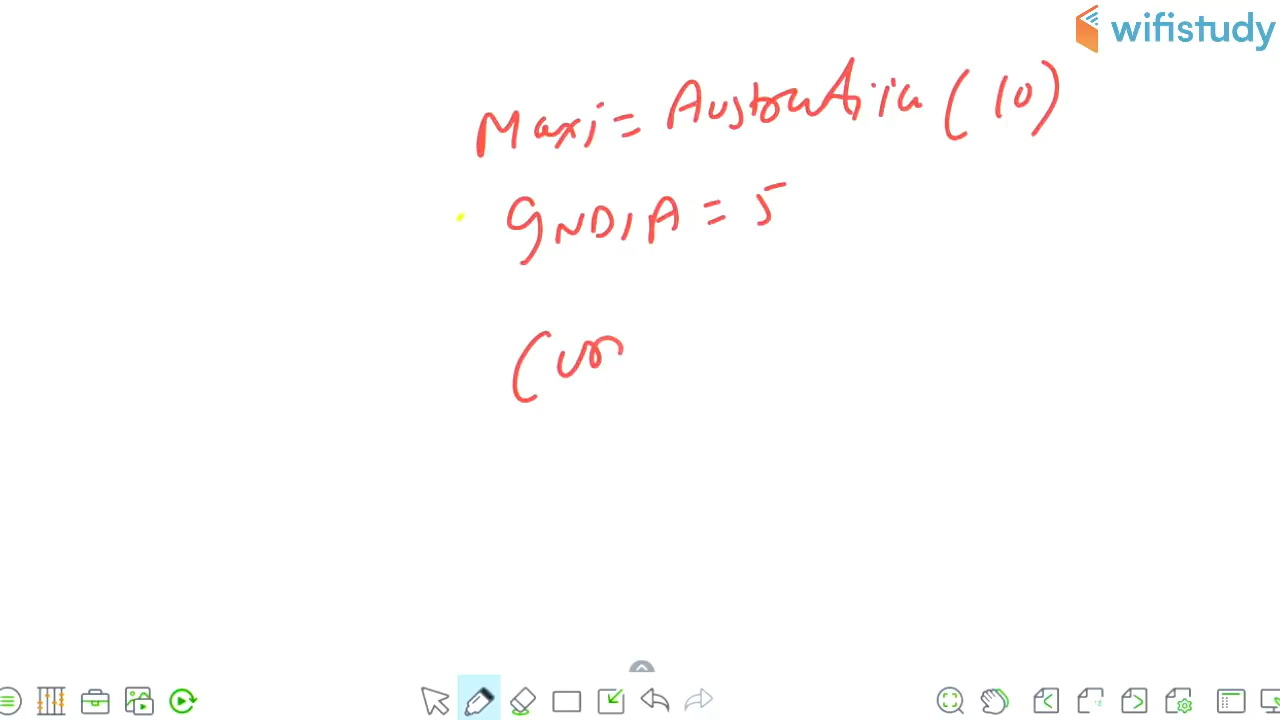 wifistudy
Maxi = Australia (10)
INDIA = 5